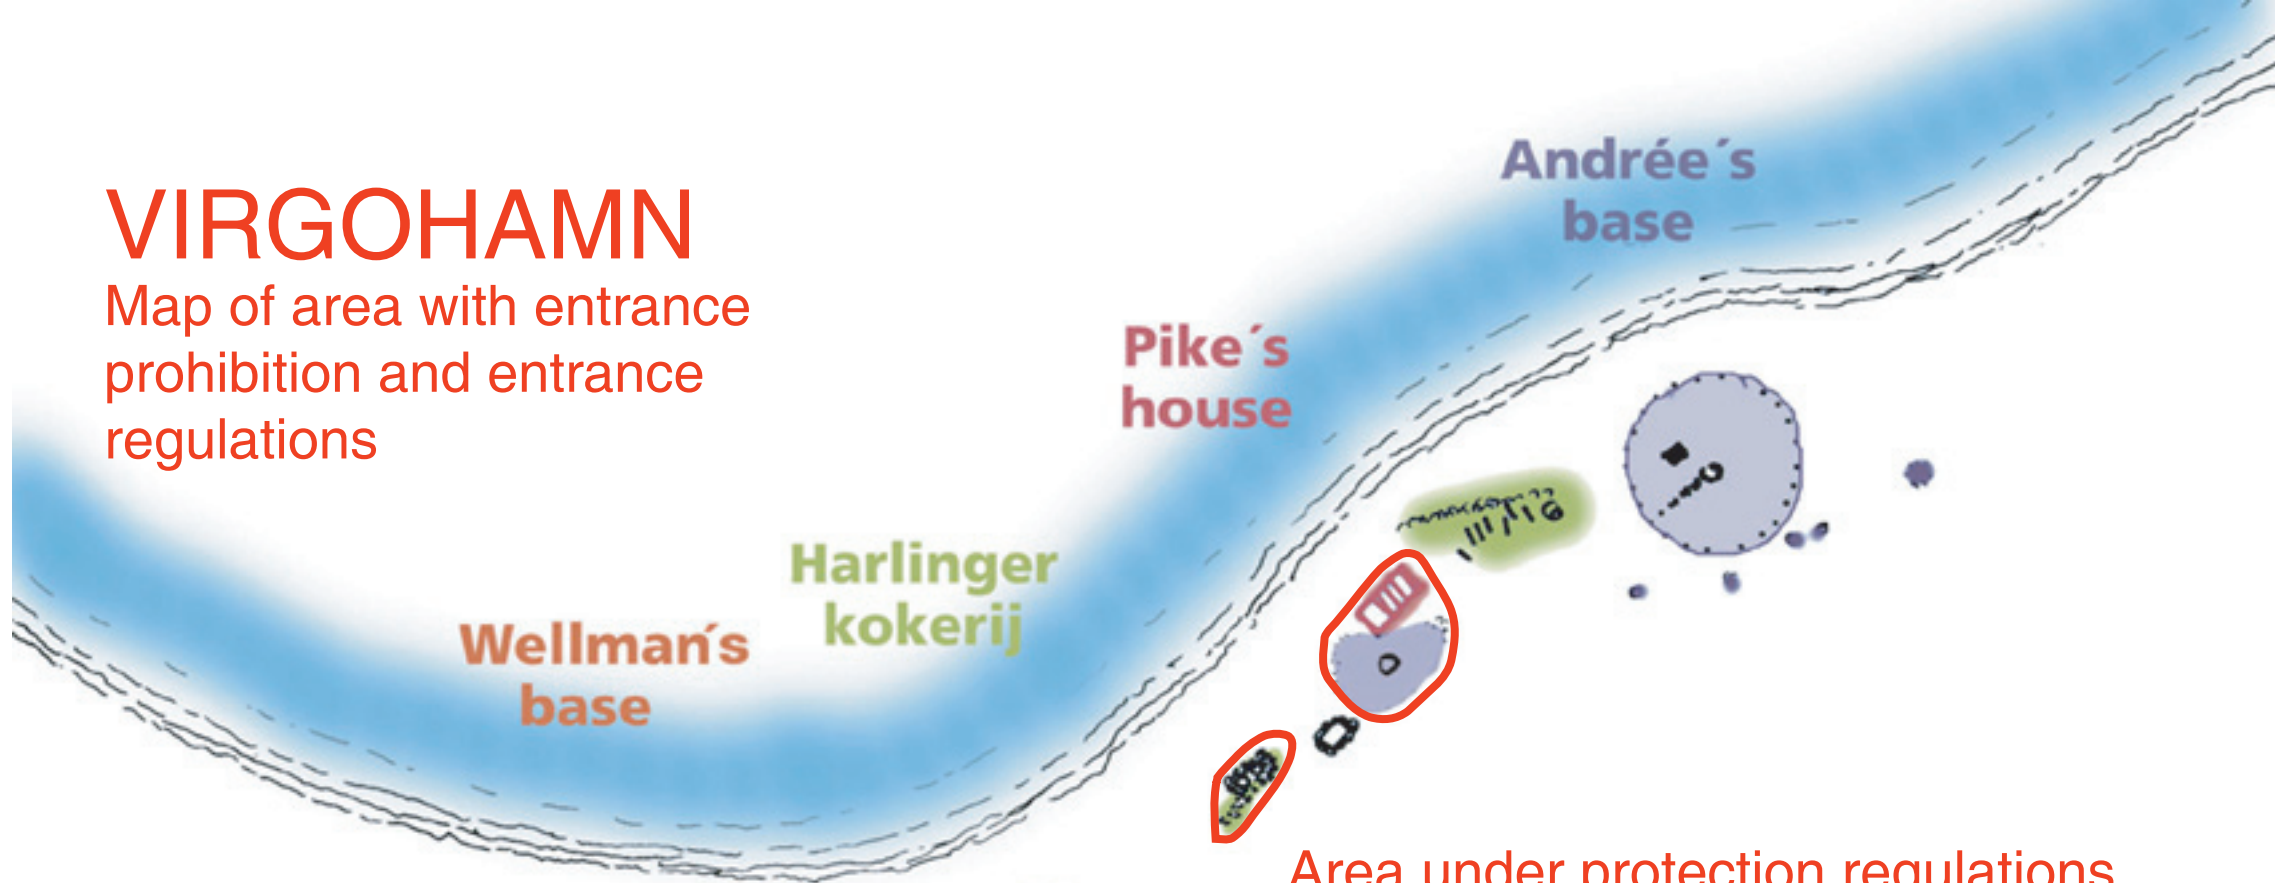 VIRGOHAMN
Map of area with entrance
prohibition and entrance
regulations
Andrée´s
base
Pike´s
house
Harlinger
kokerij
Wellman´s
base
Area under protection regulations